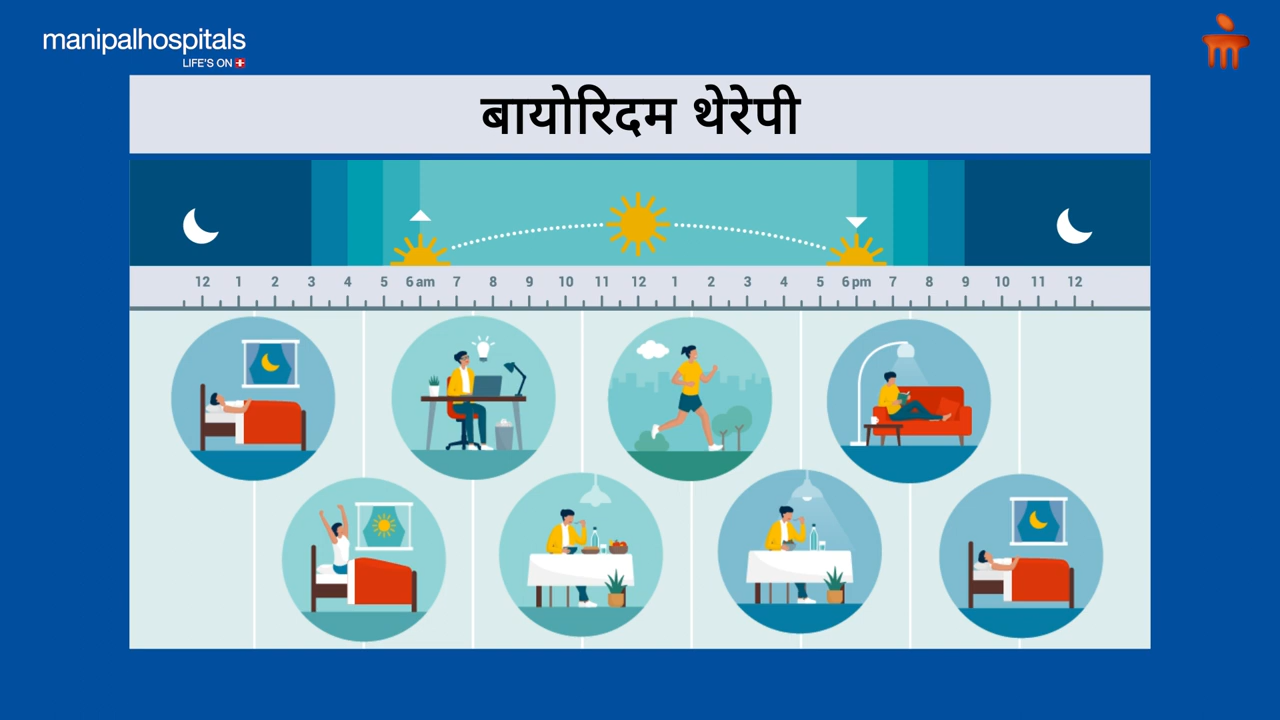 manipalhospitals
LIFE'S ON
बायोरिदम थेरेपी
12 1 2 3 4 5 6 am 7 8 9 10 11 12 1 2 3 4 5 6 pm 7 8 9 10 11 12